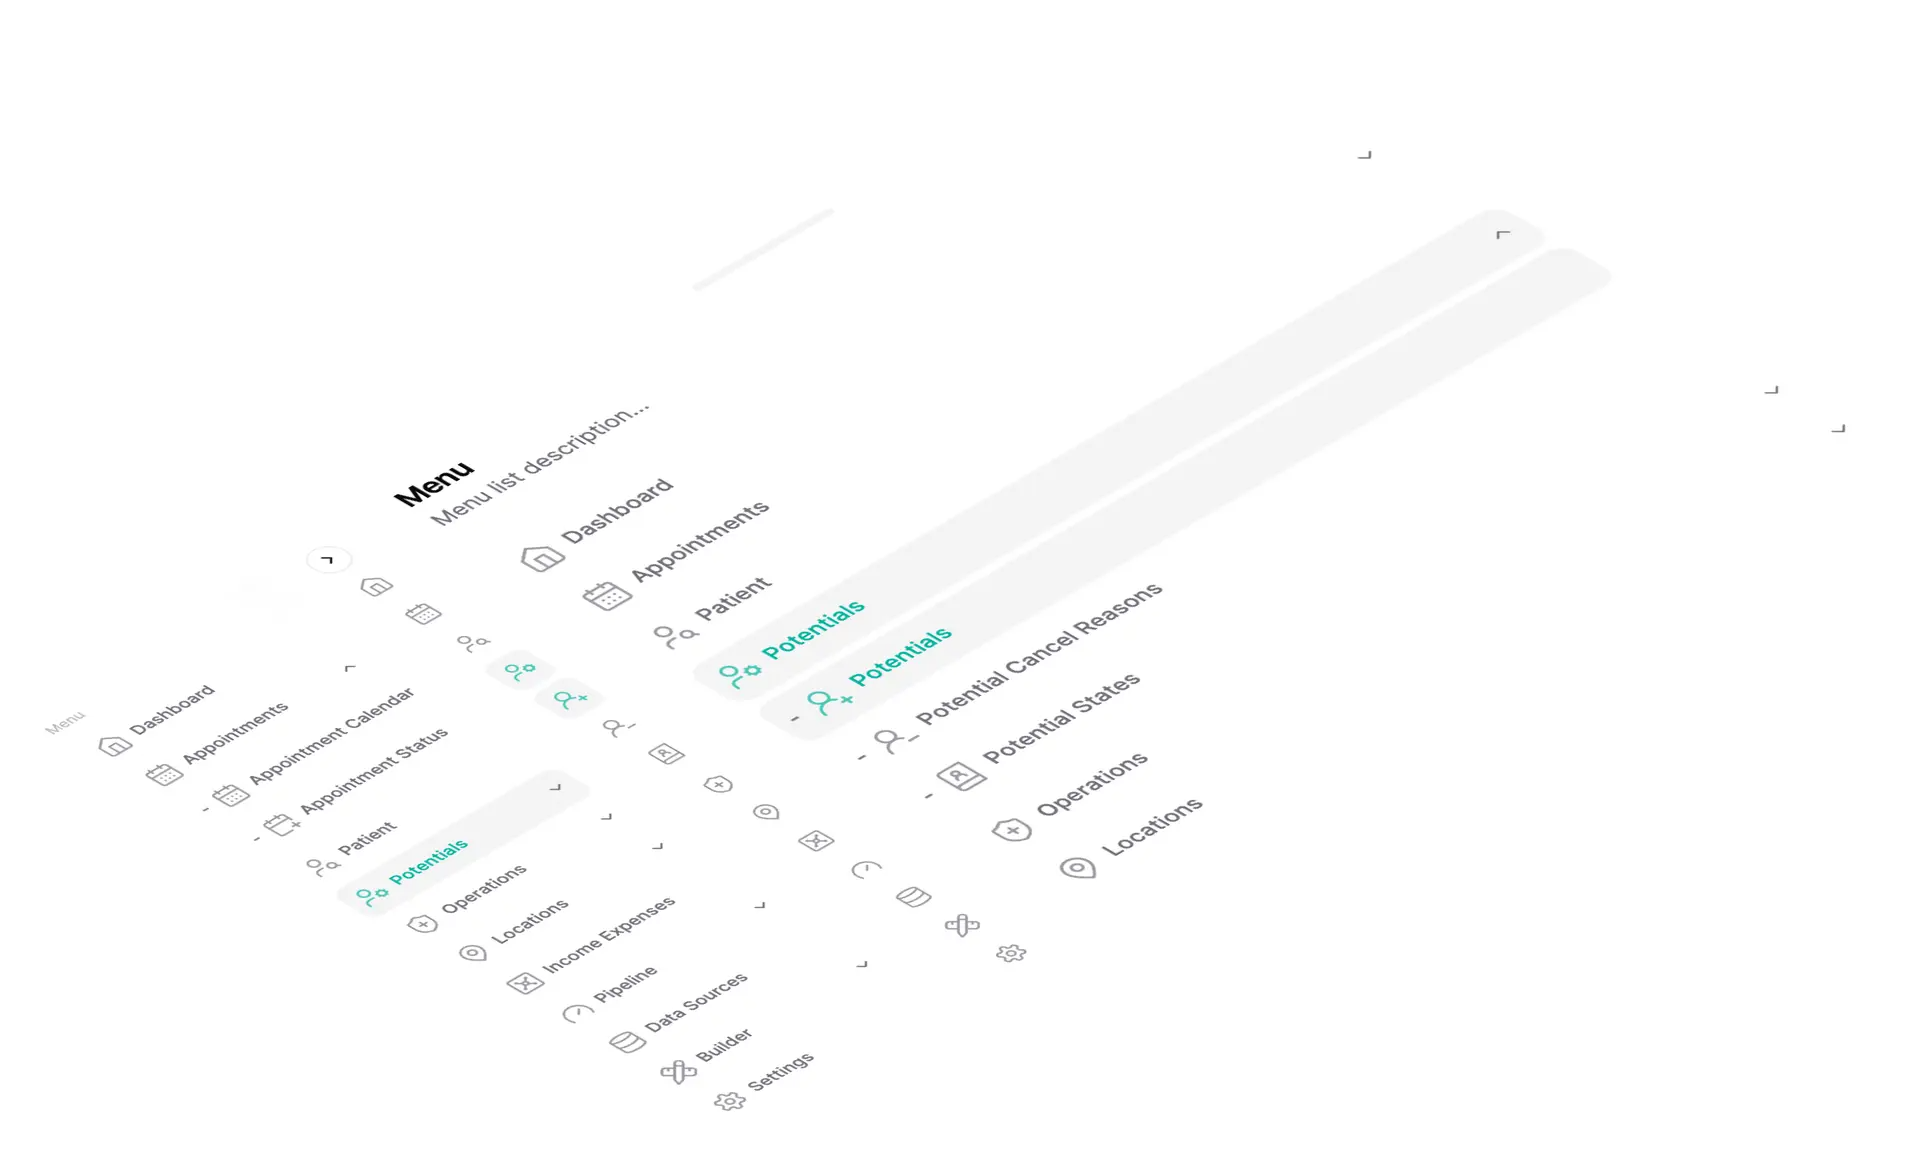 Menu
Dashboard
Appointments
Appointment Calendar
Appointment Status
Patient
Potentials
Operations
Locations
Income Expenses
Pipeline
Data Sources
Builder
Settings
Menu
Menu list description...
Dashboard
Appointments
Patient
Potentials
- Potentials
- Potential Cancel Reasons
- Potential States
Operations
Locations